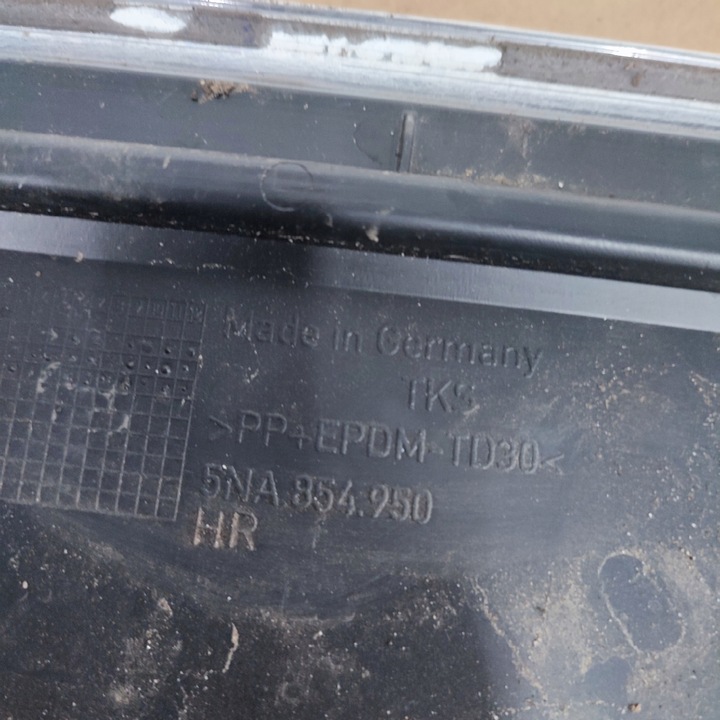 Made in Germany
TKS
>PP+EPDM-TD30<
5NA.854.950
HR